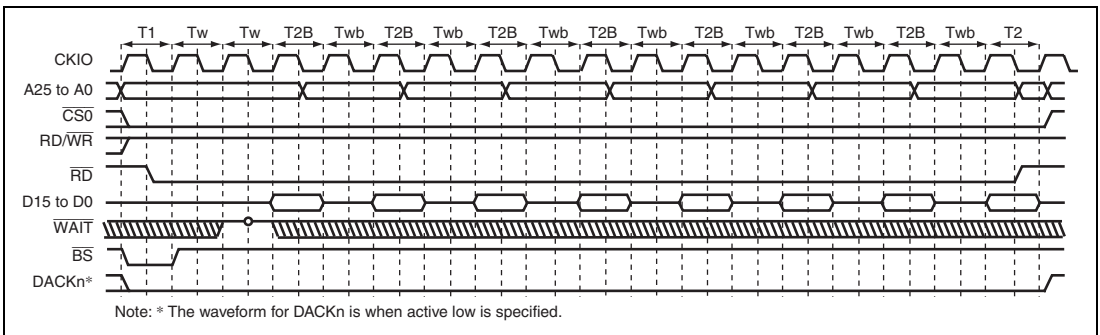 T1 Tw Tw T2B Twb T2B Twb T2B Twb T2B Twb T2B Twb T2B Twb T2B Twb T2
CKIO
A25 to A0
CS0
RD/WR
RD
D15 to D0
WAIT
BS
DACKn*
Note: * The waveform for DACKn is when active low is specified.